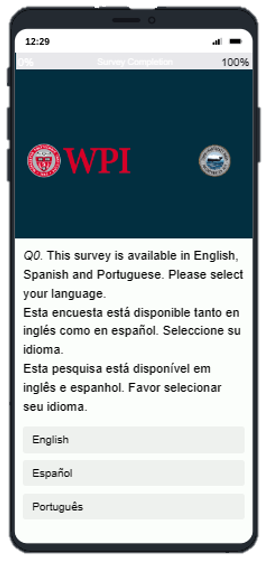 12:29
0% Survey Completion 100%
WPI
Q0. This survey is available in English,
Spanish and Portuguese. Please select
your language.
Esta encuesta está disponible tanto en
inglés como en español. Seleccione su
idioma.
Esta pesquisa está disponível em
inglês e espanhol. Favor selecionar
seu idioma.
English
Español
Português